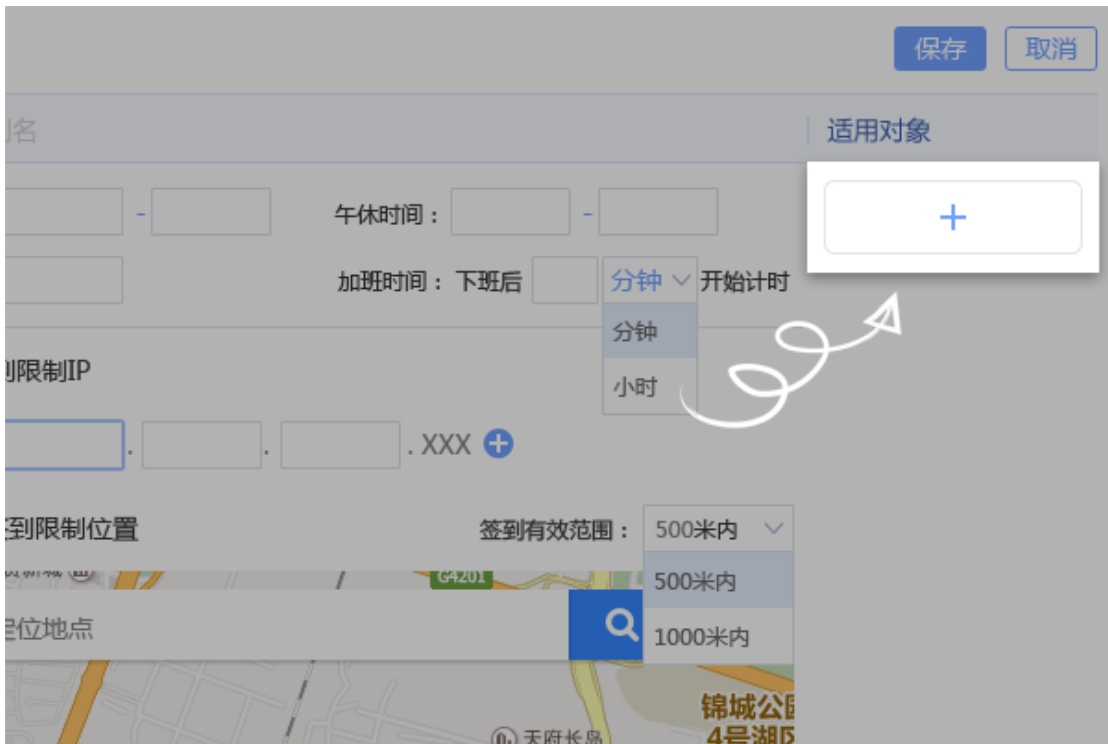 保存 取消
名 适用对象
- 午休时间： -
加班时间：下班后 分钟 开始计时
分钟
限制IP
小时
. . . XXX
到限制位置 签到有效范围： 500米内
G4201
500米内
位地点
1000米内
锦城公园
天府长岛 4号湖区